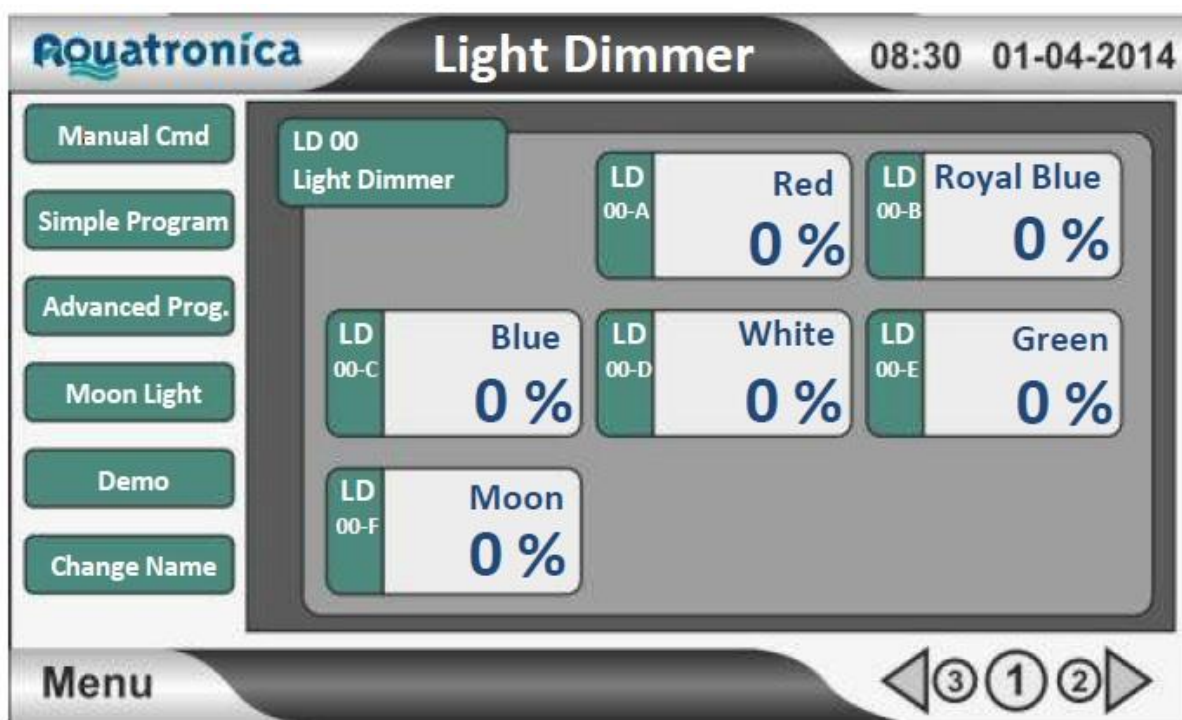 Aquatronica
Light Dimmer
08:30 01-04-2014
Manual Cmd
Simple Program
Advanced Prog.
Moon Light
Demo
Change Name
LD 00
Light Dimmer
LD
00-A
Red
0 %
LD
00-B
Royal Blue
0 %
LD
00-C
Blue
0 %
LD
00-D
White
0 %
LD
00-E
Green
0 %
LD
00-F
Moon
0 %
Menu
3 1 2